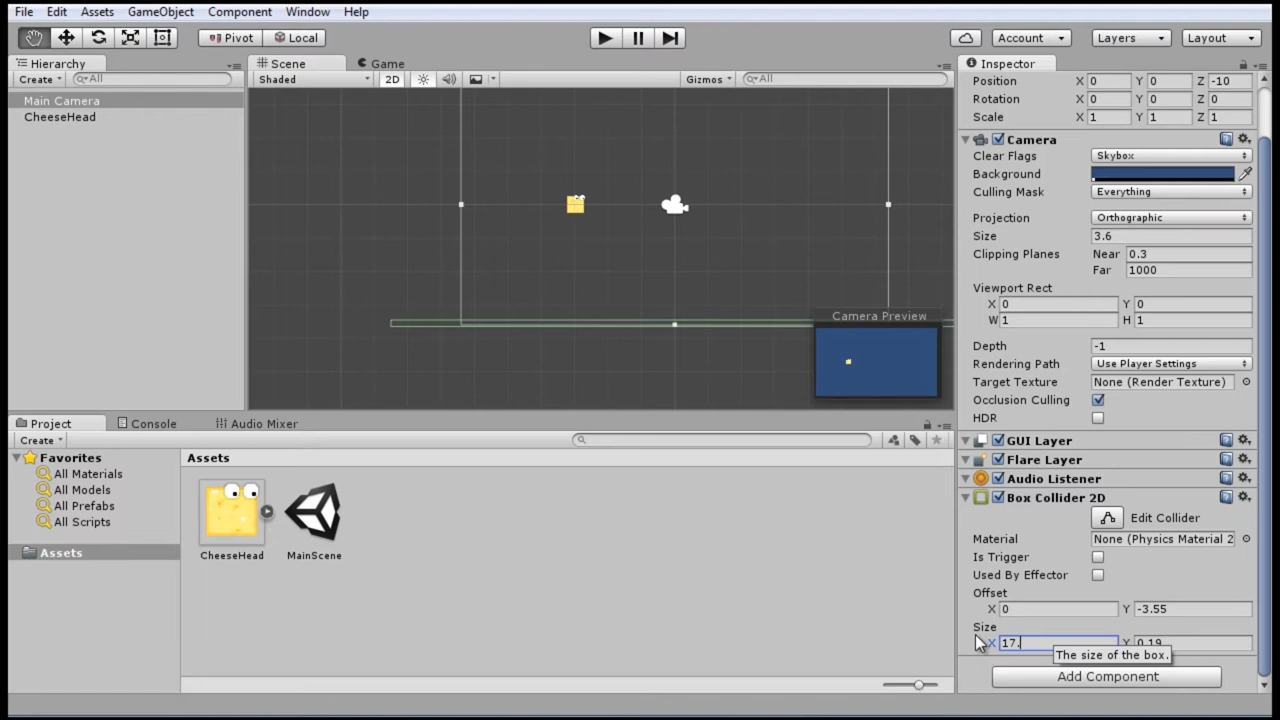 File Edit Assets GameObject Component Window Help
Pivot Local Account Layers Layout
Hierarchy
Create All
Main Camera
CheeseHead
Scene Game
Shaded 2D Gizmos All
Camera Preview
Inspector
Position X 0 Y 0 Z -10
Rotation X 0 Y 0 Z 0
Scale X 1 Y 1 Z 1
Camera
Clear Flags Skybox
Background
Culling Mask Everything
Projection Orthographic
Size 3.6
Clipping Planes Near 0.3
Far 1000
Viewport Rect
X 0 Y 0
W 1 H 1
Depth -1
Rendering Path Use Player Settings
Target Texture None (Render Texture)
Occlusion Culling
HDR
GUI Layer
Flare Layer
Audio Listener
Box Collider 2D
Edit Collider
Material None (Physics Material 2
Is Trigger
Used By Effector
Offset
X 0 Y -3.55
Size
X 17. Y 0.19
The size of the box.
Add Component
Project Console Audio Mixer
Create
Favorites
All Materials
All Models
All Prefabs
All Scripts
Assets
Assets
CheeseHead MainScene